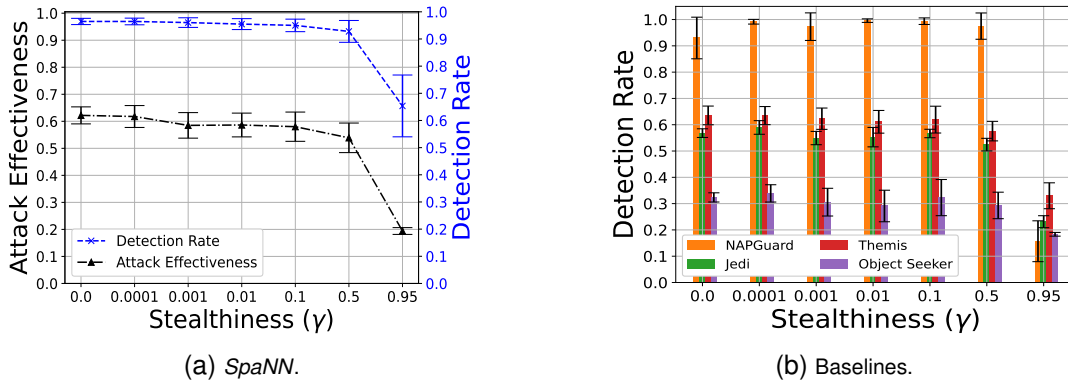 1.0
0.9
0.8
0.7
0.6
0.5
0.4
0.3
0.2
0.1
0.0
Attack Effectiveness
1.0
0.9
0.8
0.7
0.6
0.5
0.4
0.3
0.2
0.1
0.0
Detection Rate
Detection Rate
Attack Effectiveness
0.0 0.0001 0.001 0.01 0.1 0.5 0.95
Stealthiness (γ)
(a) SpaNN.
1.0
0.9
0.8
0.7
0.6
0.5
0.4
0.3
0.2
0.1
0.0
Detection Rate
NAPGuard Themis
Jedi Object Seeker
0.0 0.0001 0.001 0.01 0.1 0.5 0.95
Stealthiness (γ)
(b) Baselines.